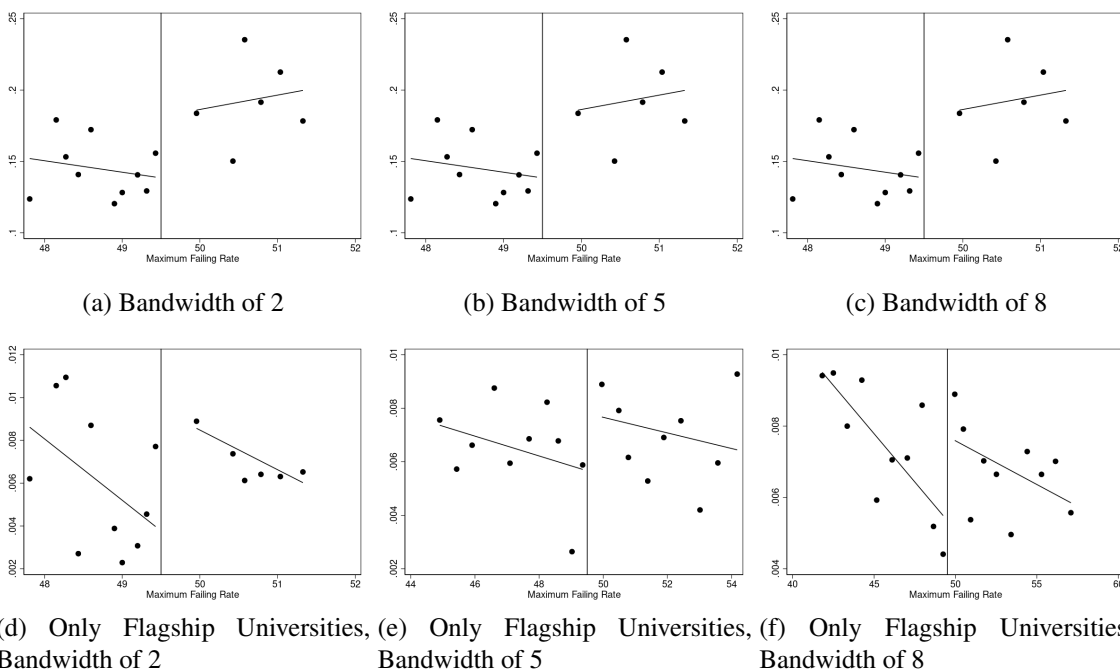 .25
.2
.15
.1
48 49 50 51 52
Maximum Failing Rate
(a) Bandwidth of 2
.25
.2
.15
.1
48 49 50 51 52
Maximum Failing Rate
(b) Bandwidth of 5
.25
.2
.15
.1
48 49 50 51 52
Maximum Failing Rate
(c) Bandwidth of 8
.012
.01
.008
.006
.004
.002
48 49 50 51 52
Maximum Failing Rate
(d) Only Flagship Universities,
Bandwidth of 2
.01
.008
.006
.004
.002
44 46 48 50 52 54
Maximum Failing Rate
(e) Only Flagship Universities,
Bandwidth of 5
.01
.008
.006
.004
40 45 50 55 60
Maximum Failing Rate
(f) Only Flagship Universities
Bandwidth of 8